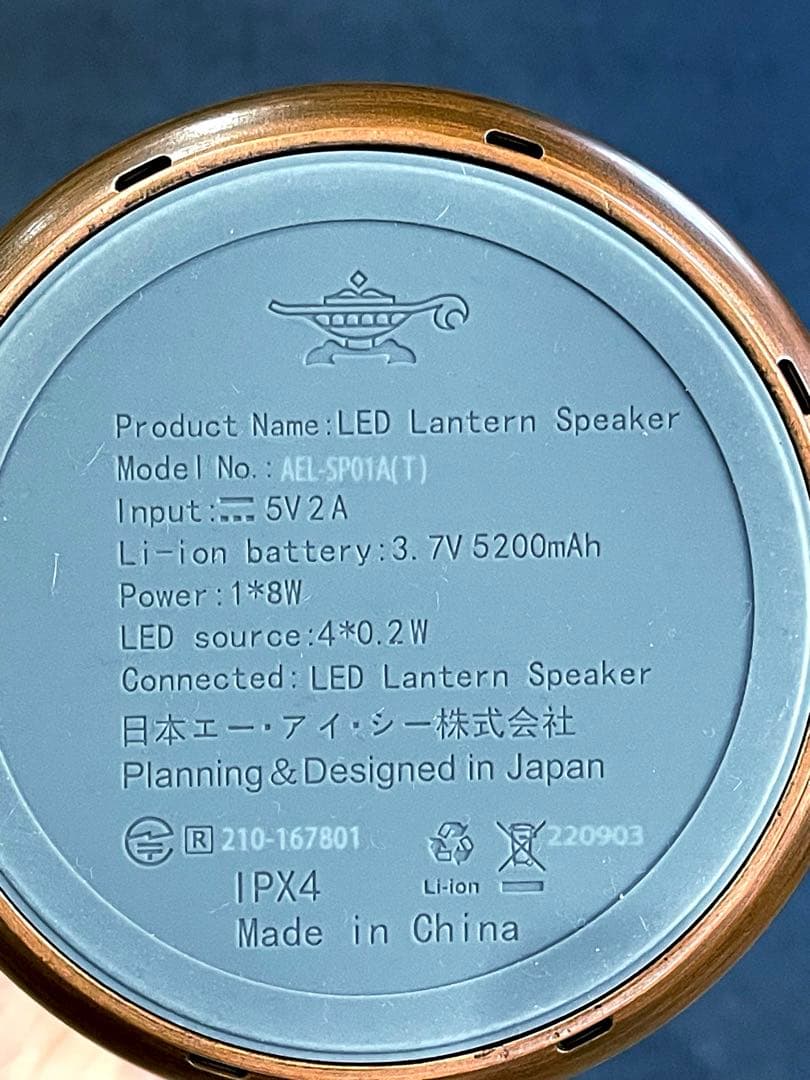 Product Name:LED Lantern Speaker
Model No.: AEL-SP01A(T)
Input: 5V2A
Li-ion battery:3.7V 5200mAh
Power:1*8W
LED source:4*0.2W
Connected: LED Lantern Speaker
日本エー・アイ・シー株式会社
Planning&Designed in Japan
R 210-167801 220903
IPX4 Li-ion
Made in China